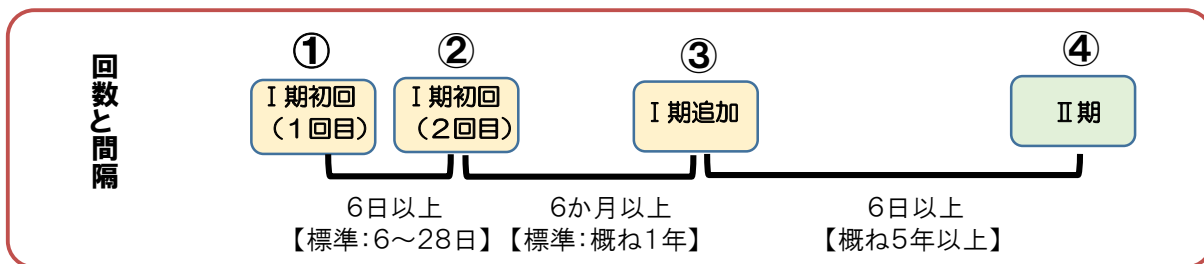 回数と間隔
① ② ③ ④
Ⅰ期初回
（１回目）
Ⅰ期初回
（２回目）
Ⅰ期追加
Ⅱ期
6日以上
【標準：6～28日】
6か月以上
【標準：概ね1年】
6日以上
【概ね5年以上】